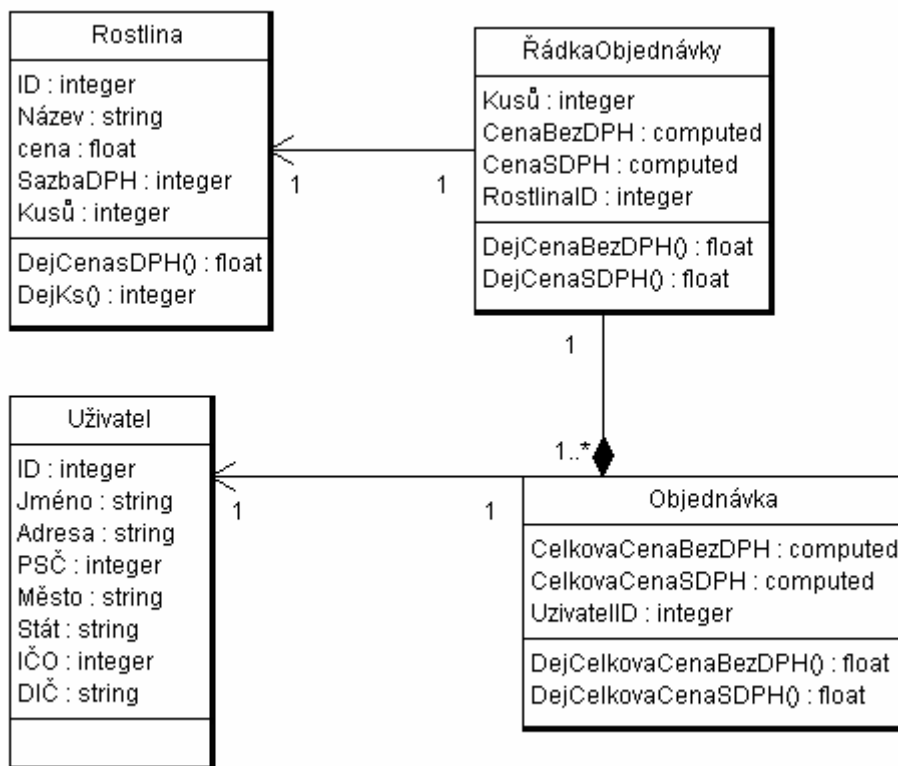 Rostlina
ID : integer
Název : string
cena : float
SazbaDPH : integer
Kusů : integer
DejCenasDPH() : float
DejKs() : integer
1
1
ŘádkaObjednávky
Kusů : integer
CenaBezDPH : computed
CenaSDPH : computed
RostlinaID : integer
DejCenaBezDPH() : float
DejCenaSDPH() : float
1
1..*
Uživatel
ID : integer
Jméno : string
Adresa : string
PSČ : integer
Město : string
Stát : string
IČO : integer
DIČ : string
1
1
Objednávka
CelkovaCenaBezDPH : computed
CelkovaCenaSDPH : computed
UzivatelID : integer
DejCelkovaCenaBezDPH() : float
DejCelkovaCenaSDPH() : float